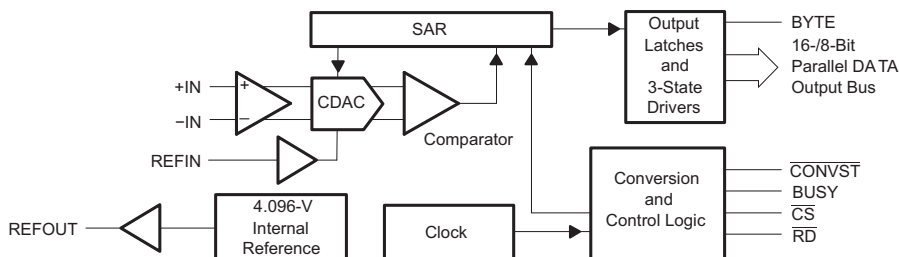 SAR
Output
Latches
and
3-State
Drivers
BYTE
16-/8-Bit
Parallel DATA
Output Bus
+IN
−IN
+
−
CDAC
Comparator
REFIN
REFOUT
4.096-V
Internal
Reference
Clock
Conversion
and
Control Logic
CONVST
BUSY
CS
RD